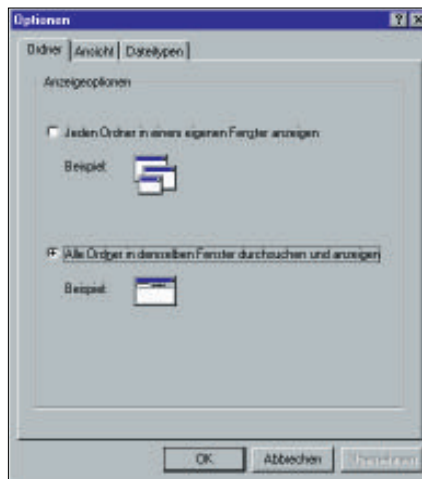 Optionen
Ordner Ansicht Dateitypen
Anzeigeoptionen
Jeden Ordner in einem eigenen Fenster anzeigen
Beispiel:
Alle Ordner in demselben Fenster durchsuchen und anzeigen
Beispiel:
OK Abbrechen Übernehmen